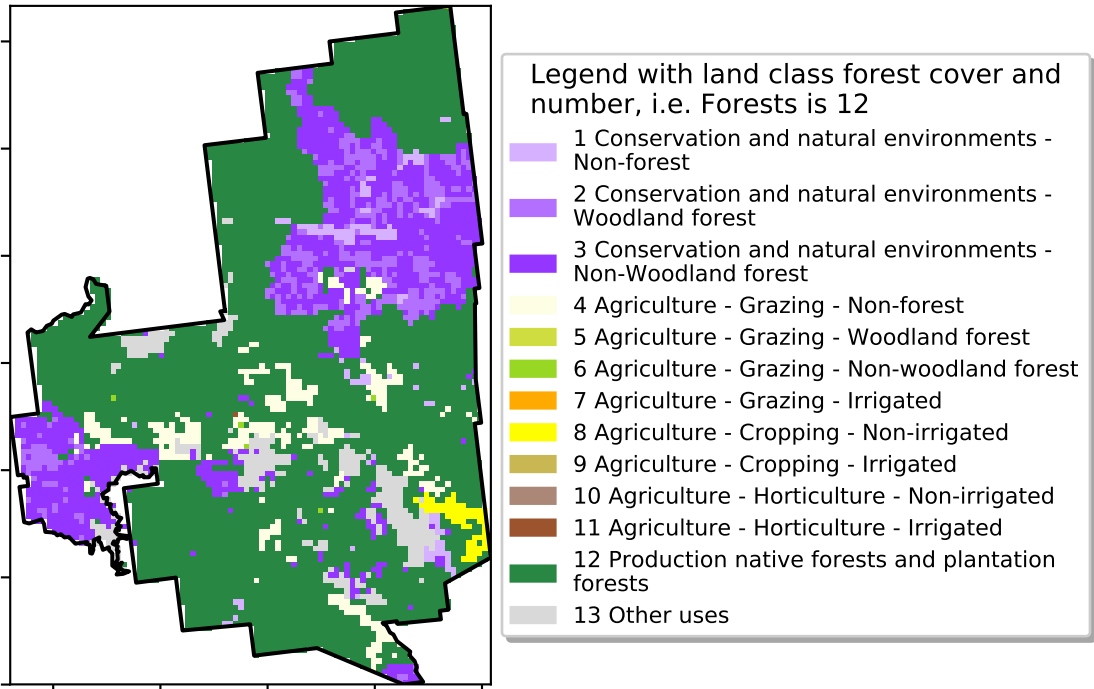 Legend with land class forest cover and
number, i.e. Forests is 12
1 Conservation and natural environments -
Non-forest
2 Conservation and natural environments -
Woodland forest
3 Conservation and natural environments -
Non-Woodland forest
4 Agriculture - Grazing - Non-forest
5 Agriculture - Grazing - Woodland forest
6 Agriculture - Grazing - Non-woodland forest
7 Agriculture - Grazing - Irrigated
8 Agriculture - Cropping - Non-irrigated
9 Agriculture - Cropping - Irrigated
10 Agriculture - Horticulture - Non-irrigated
11 Agriculture - Horticulture - Irrigated
12 Production native forests and plantation
forests
13 Other uses